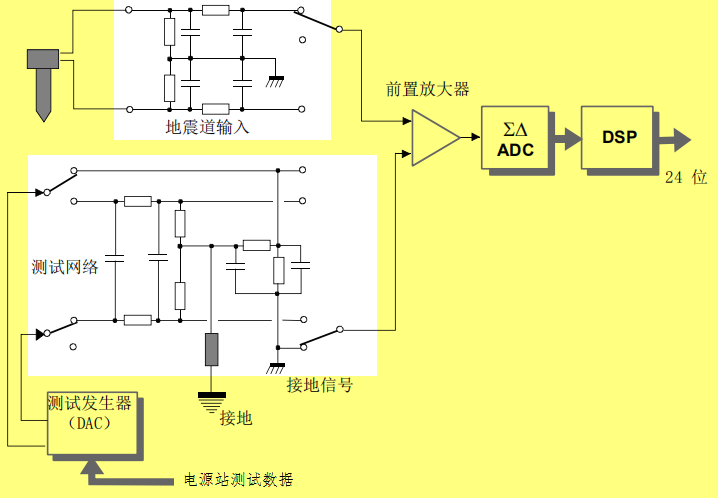 地震道输入
前置放大器
ΣΔ
ADC
DSP
24 位
测试网络
接地信号
接地
测试发生器
（DAC）
电源站测试数据